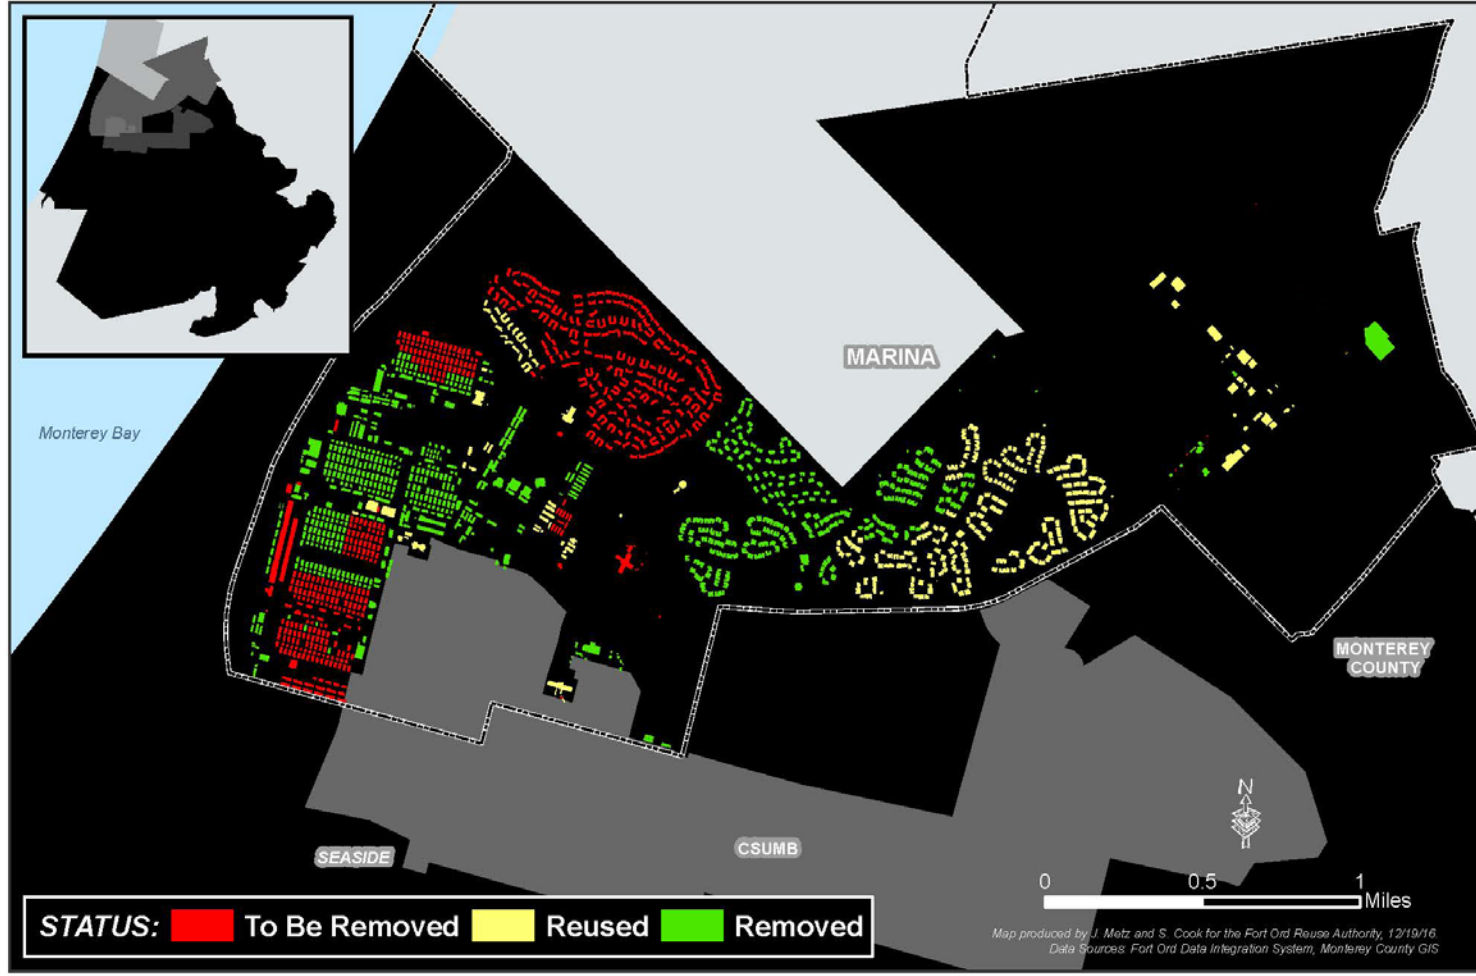 Monterey Bay
MARINA
MONTEREY
COUNTY
SEASIDE
CSUMB
N
0 0.5 1
Miles
STATUS: To Be Removed Reused Removed
Map produced by J. Metz and S. Cook for the Fort Ord Reuse Authority, 12/19/16.
Data Sources: Fort Ord Data Integration System, Monterey County GIS